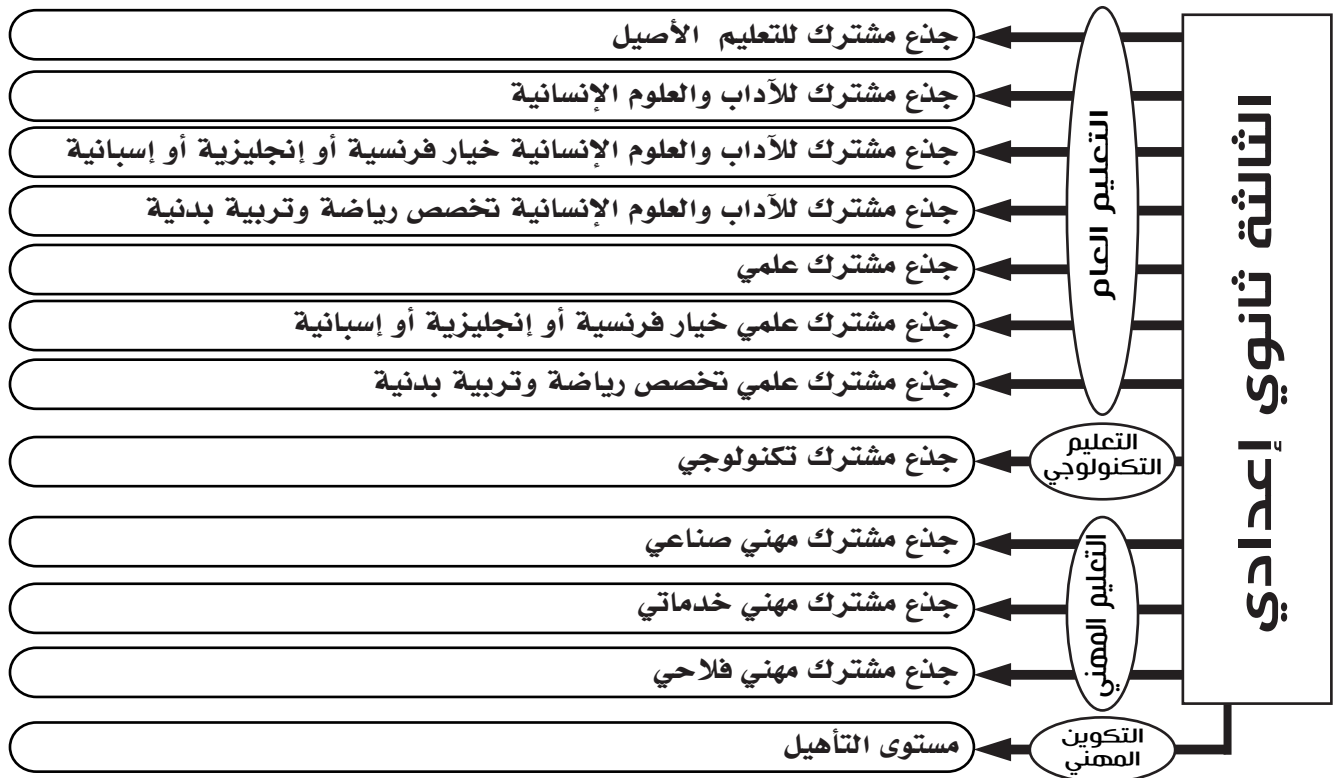 الثالثة ثانوي إعدادي
التعليم العام
جذع مشترك للتعليم الأصيل
جذع مشترك للآداب والعلوم الإنسانية
جذع مشترك للآداب والعلوم الإنسانية خيار فرنسية أو إنجليزية أو إسبانية
جذع مشترك للآداب والعلوم الإنسانية تخصص رياضة وتربية بدنية
جذع مشترك علمي
جذع مشترك علمي خيار فرنسية أو إنجليزية أو إسبانية
جذع مشترك علمي تخصص رياضة وتربية بدنية
التعليم
التكنولوجي
جذع مشترك تكنولوجي
التعليم المهني
جذع مشترك مهني صناعي
جذع مشترك مهني خدماتي
جذع مشترك مهني فلاحي
التكوين
المهني
مستوى التأهيل